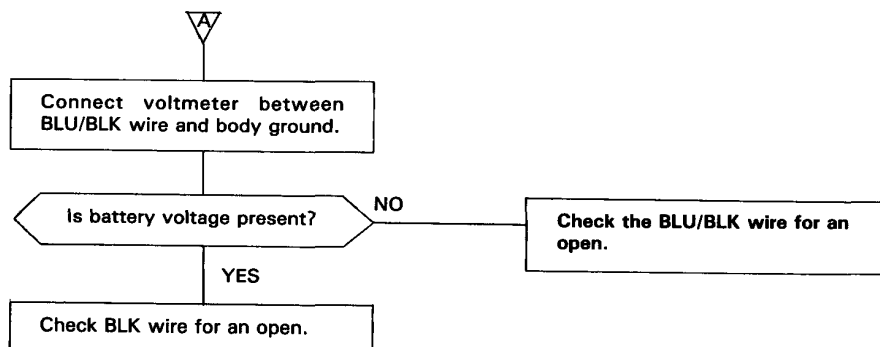 A
Connect voltmeter between
BLU/BLK wire and body ground.
Is battery voltage present?
NO
Check the BLU/BLK wire for an
open.
YES
Check BLK wire for an open.